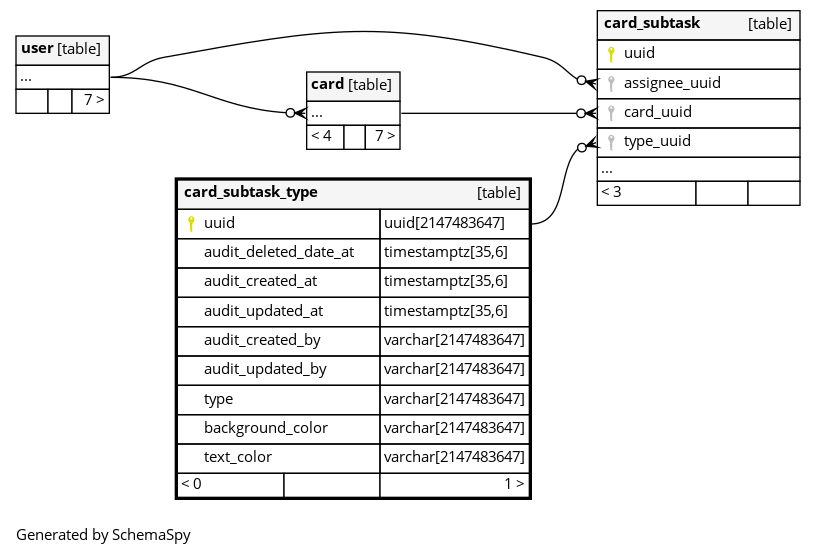 user [table]
...
7 >
card [table]
...
< 4 7 >
card_subtask [table]
uuid
assignee_uuid
card_uuid
type_uuid
...
< 3
card_subtask_type [table]
uuid uuid[2147483647]
audit_deleted_date_at timestamptz[35,6]
audit_created_at timestamptz[35,6]
audit_updated_at timestamptz[35,6]
audit_created_by varchar[2147483647]
audit_updated_by varchar[2147483647]
type varchar[2147483647]
background_color varchar[2147483647]
text_color varchar[2147483647]
< 0 1 >
Generated by SchemaSpy